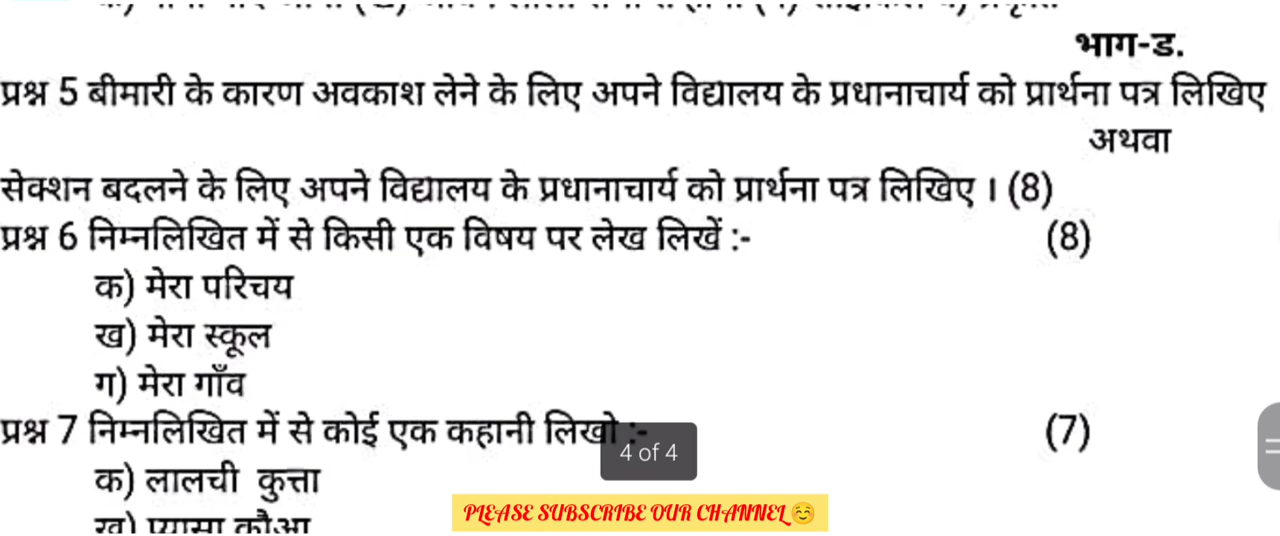 भाग-ड.
प्रश्न 5 बीमारी के कारण अवकाश लेने के लिए अपने विद्यालय के प्रधानाचार्य को प्रार्थना पत्र लिखिए
अथवा
सेक्शन बदलने के लिए अपने विद्यालय के प्रधानाचार्य को प्रार्थना पत्र लिखिए । (8)
प्रश्न 6 निम्नलिखित में से किसी एक विषय पर लेख लिखें :- (8)
क) मेरा परिचय
ख) मेरा स्कूल
ग) मेरा गाँव
प्रश्न 7 निम्नलिखित में से कोई एक कहानी लिखो :- (7)
4 of 4
क) लालची कुत्ता
PLEASE SUBSCRIBE OUR CHANNEL ☺
ख) प्यासा कौआ